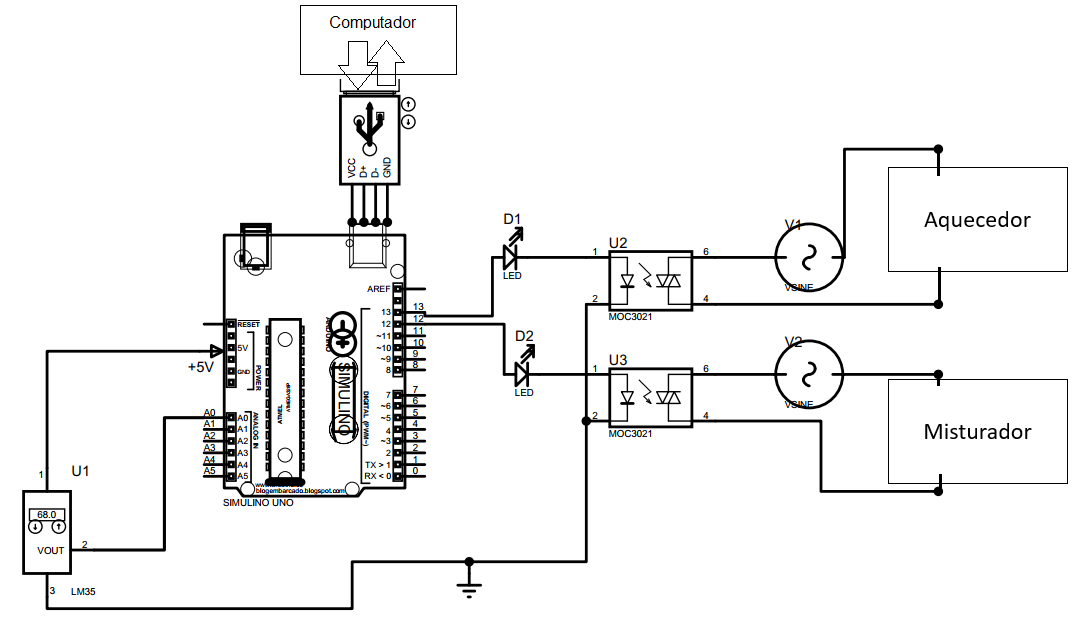 Computador
VCC
D+
D-
GND
D1
LED
D2
LED
U2
1
2
6
4
MOC3021
U3
1
2
6
4
MOC3021
V1
VSINE
V2
VSINE
Aquecedor
Misturador
AREF
13
12
~11
~10
9
8
13
12
11
10
9
8
7
~6
~5
4
~3
2
TX > 1
RX < 0
7
6
5
4
3
2
1
0
RESET
5V
GND
POWER
+5V
A0
A1
A2
A3
A4
A5
A0
A1
A2
A3
A4
A5
ANALOG IN
ATMEL
ARDUINO
SIMULINO
DIGITAL (PWM~)
blogembarcado.blogspot.com
SIMULINO UNO
U1
1
68.0
VOUT
2
3
LM35